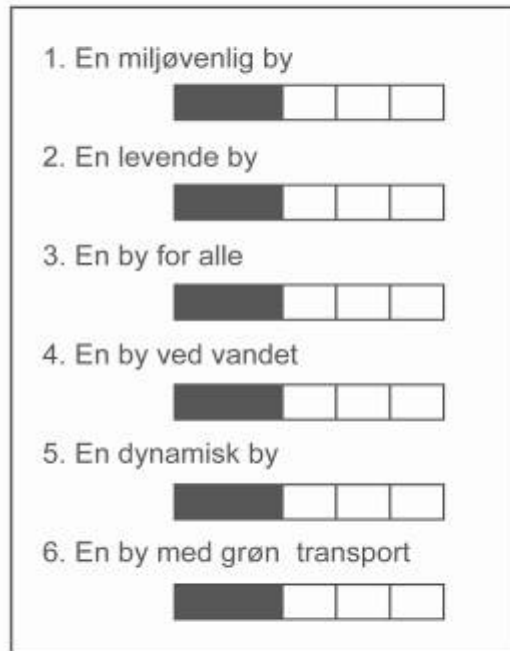 1. En miljøvenlig by
2. En levende by
3. En by for alle
4. En by ved vandet
5. En dynamisk by
6. En by med grøn transport